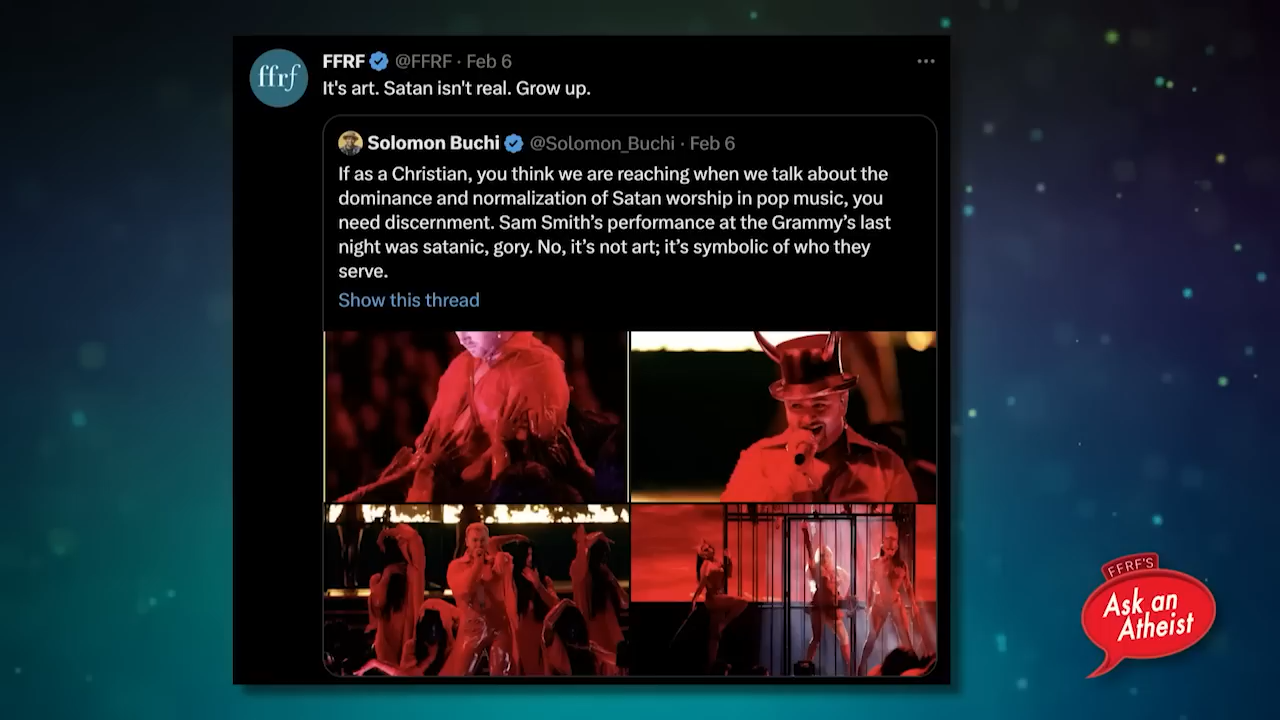 FFRF @FFRF · Feb 6
ffrf
It's art. Satan isn't real. Grow up.
Solomon Buchi @Solomon_Buchi · Feb 6
If as a Christian, you think we are reaching when we talk about the
dominance and normalization of Satan worship in pop music, you
need discernment. Sam Smith’s performance at the Grammy’s last
night was satanic, gory. No, it’s not art; it’s symbolic of who they
serve.
Show this thread
FFRF'S
Ask an
Atheist